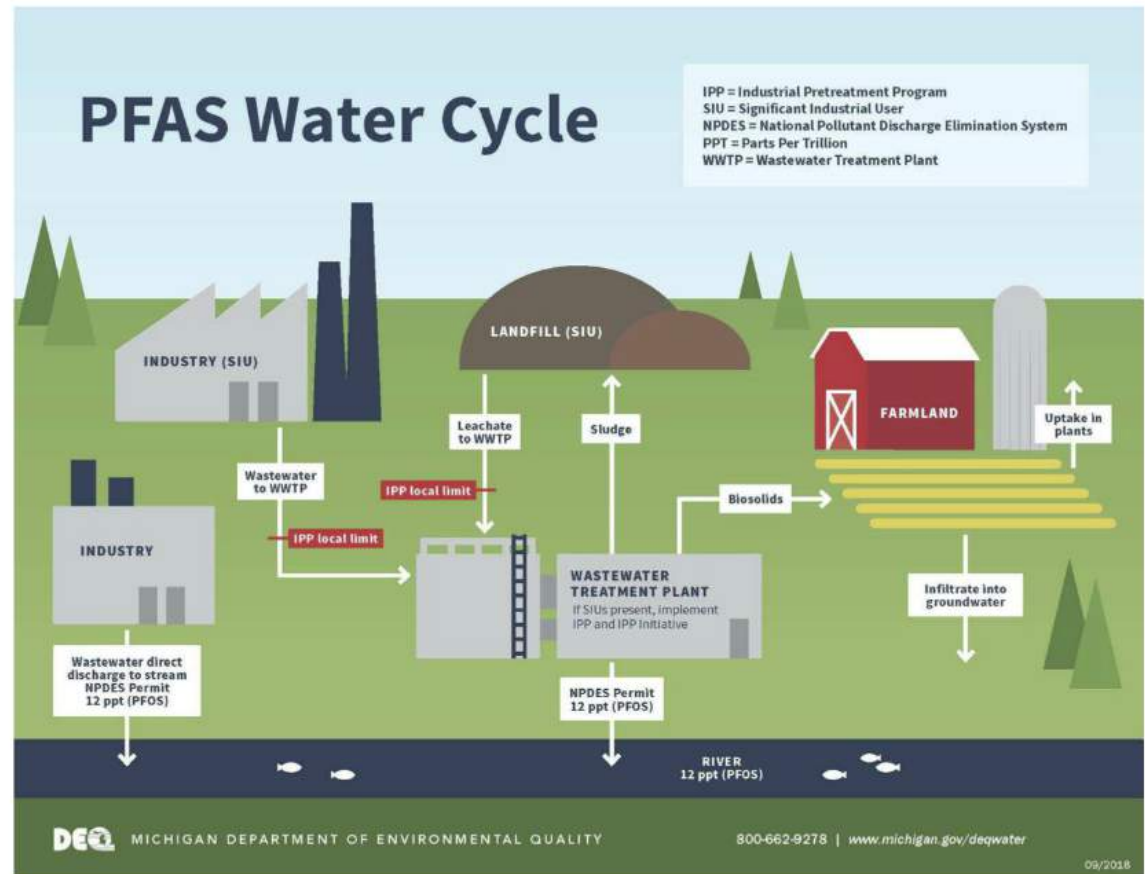 PFAS Water Cycle
IPP = Industrial Pretreatment Program
SIU = Significant Industrial User
NPDES = National Pollutant Discharge Elimination System
PPT = Parts Per Trillion
WWTP = Wastewater Treatment Plant
INDUSTRY (SIU)
LANDFILL (SIU)
FARMLAND
Uptake in
plants
Leachate
to WWTP
Sludge
Wastewater
to WWTP
IPP local limit
Biosolids
IPP local limit
INDUSTRY
WASTEWATER
TREATMENT PLANT
If SIUs present, implement
IPP and IPP Initiative
Infiltrate into
groundwater
Wastewater direct
discharge to stream
NPDES Permit
12 ppt (PFOS)
NPDES Permit
12 ppt (PFOS)
RIVER
12 ppt (PFOS)
DEQ MICHIGAN DEPARTMENT OF ENVIRONMENTAL QUALITY
800-662-9278 | www.michigan.gov/deqwater
09/2018